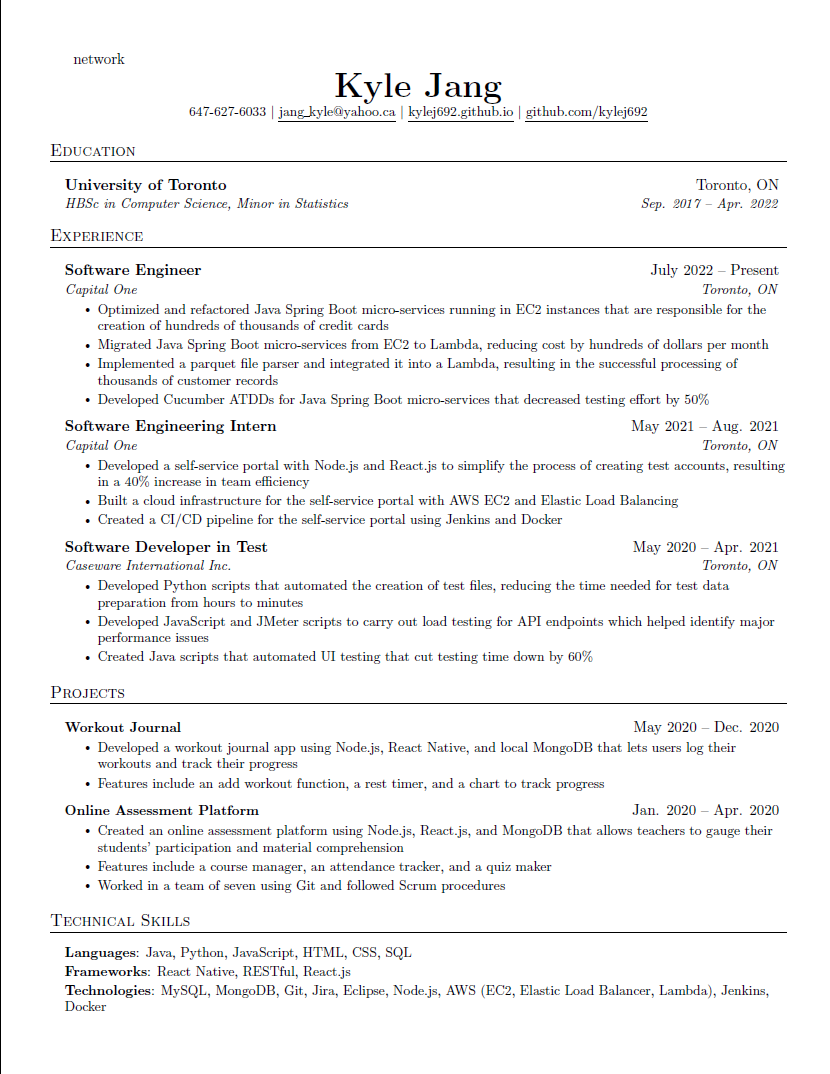 network
Kyle Jang
647-627-6033 | jang_kyle@yahoo.ca | kylej692.github.io | github.com/kylej692
Education
University of Toronto Toronto, ON
HBSc in Computer Science, Minor in Statistics Sep. 2017 – Apr. 2022
Experience
Software Engineer July 2022 – Present
Capital One Toronto, ON
• Optimized and refactored Java Spring Boot micro-services running in EC2 instances that are responsible for the
creation of hundreds of thousands of credit cards
• Migrated Java Spring Boot micro-services from EC2 to Lambda, reducing cost by hundreds of dollars per month
• Implemented a parquet file parser and integrated it into a Lambda, resulting in the successful processing of
thousands of customer records
• Developed Cucumber ATDDs for Java Spring Boot micro-services that decreased testing effort by 50%
Software Engineering Intern May 2021 – Aug. 2021
Capital One Toronto, ON
• Developed a self-service portal with Node.js and React.js to simplify the process of creating test accounts, resulting
in a 40% increase in team efficiency
• Built a cloud infrastructure for the self-service portal with AWS EC2 and Elastic Load Balancing
• Created a CI/CD pipeline for the self-service portal using Jenkins and Docker
Software Developer in Test May 2020 – Apr. 2021
Caseware International Inc. Toronto, ON
• Developed Python scripts that automated the creation of test files, reducing the time needed for test data
preparation from hours to minutes
• Developed JavaScript and JMeter scripts to carry out load testing for API endpoints which helped identify major
performance issues
• Created Java scripts that automated UI testing that cut testing time down by 60%
Projects
Workout Journal May 2020 – Dec. 2020
• Developed a workout journal app using Node.js, React Native, and local MongoDB that lets users log their
workouts and track their progress
• Features include an add workout function, a rest timer, and a chart to track progress
Online Assessment Platform Jan. 2020 – Apr. 2020
• Created an online assessment platform using Node.js, React.js, and MongoDB that allows teachers to gauge their
students' participation and material comprehension
• Features include a course manager, an attendance tracker, and a quiz maker
• Worked in a team of seven using Git and followed Scrum procedures
Technical Skills
Languages: Java, Python, JavaScript, HTML, CSS, SQL
Frameworks: React Native, RESTful, React.js
Technologies: MySQL, MongoDB, Git, Jira, Eclipse, Node.js, AWS (EC2, Elastic Load Balancer, Lambda), Jenkins,
Docker